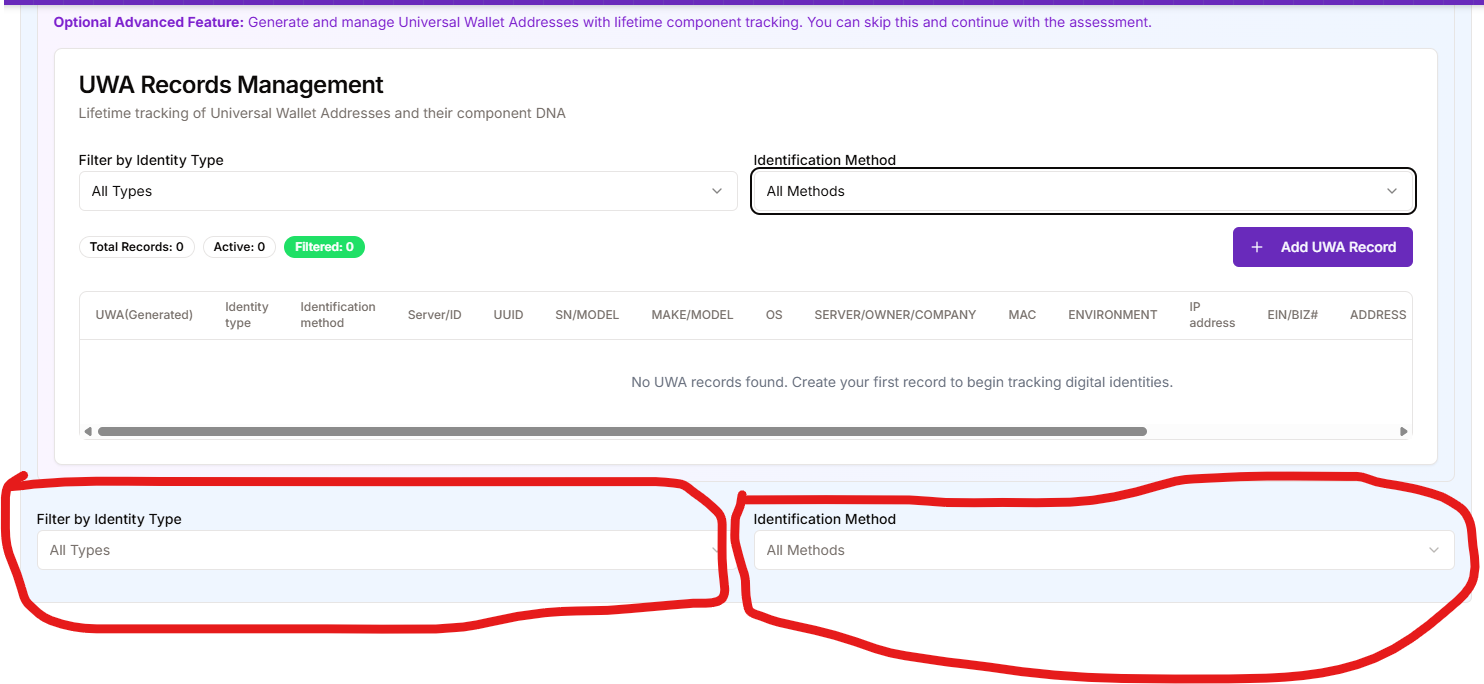 Optional Advanced Feature: Generate and manage Universal Wallet Addresses with lifetime component tracking. You can skip this and continue with the assessment.
UWA Records Management
Lifetime tracking of Universal Wallet Addresses and their component DNA
Filter by Identity Type
Identification Method
All Types
All Methods
Total Records: 0
Active: 0
Filtered: 0
+ Add UWA Record
UWA(Generated)
Identity
type
Identification
method
Server/ID
UUID
SN/MODEL
MAKE/MODEL
OS
SERVER/OWNER/COMPANY
MAC
ENVIRONMENT
IP
address
EIN/BIZ#
ADDRESS
No UWA records found. Create your first record to begin tracking digital identities.
Filter by Identity Type
Identification Method
All Types
All Methods